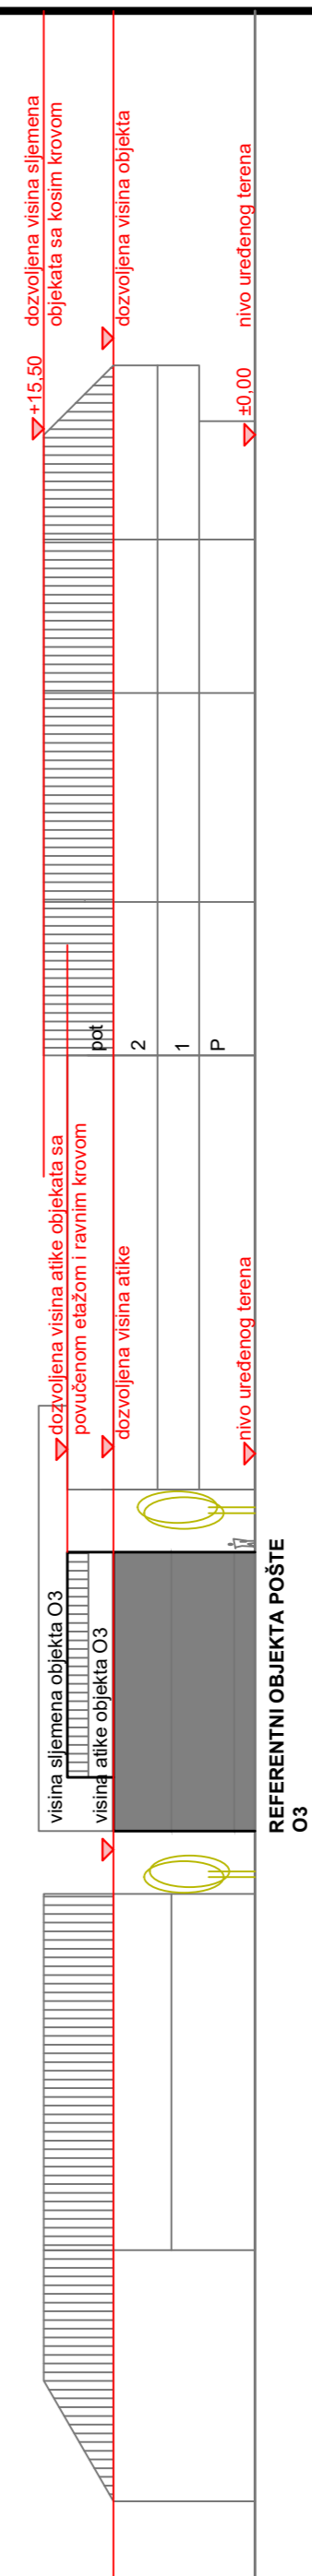 visina sljemena objekta O3
visina atike objekta O3
REFERENTNI OBJEKTA POŠTE
O3
dozvoljena visina atike objekata sa
povučenom etažom i ravnim krovom
dozvoljena visina atike
nivo uređenog terena
pot
2
1
P
+15,50
dozvoljena visina sljemena
objekata sa kosim krovom
dozvoljena visina objekta
±0,00
nivo uređenog terena